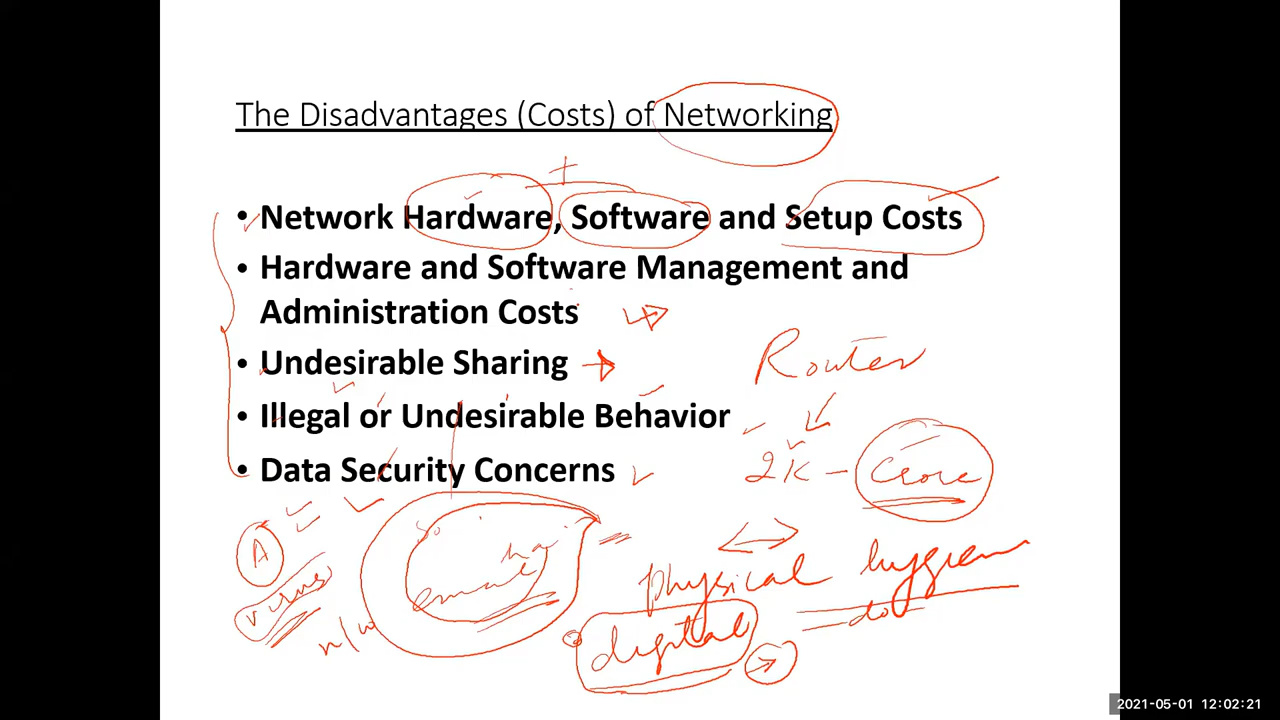 The Disadvantages (Costs) of Networking
• Network Hardware, Software and Setup Costs
• Hardware and Software Management and
Administration Costs
• Undesirable Sharing
Router
• Illegal or Undesirable Behavior
• Data Security Concerns
2K - Crore
A
virus
n/w
email
physical hygiene
digital
2021-05-01 12:02:21